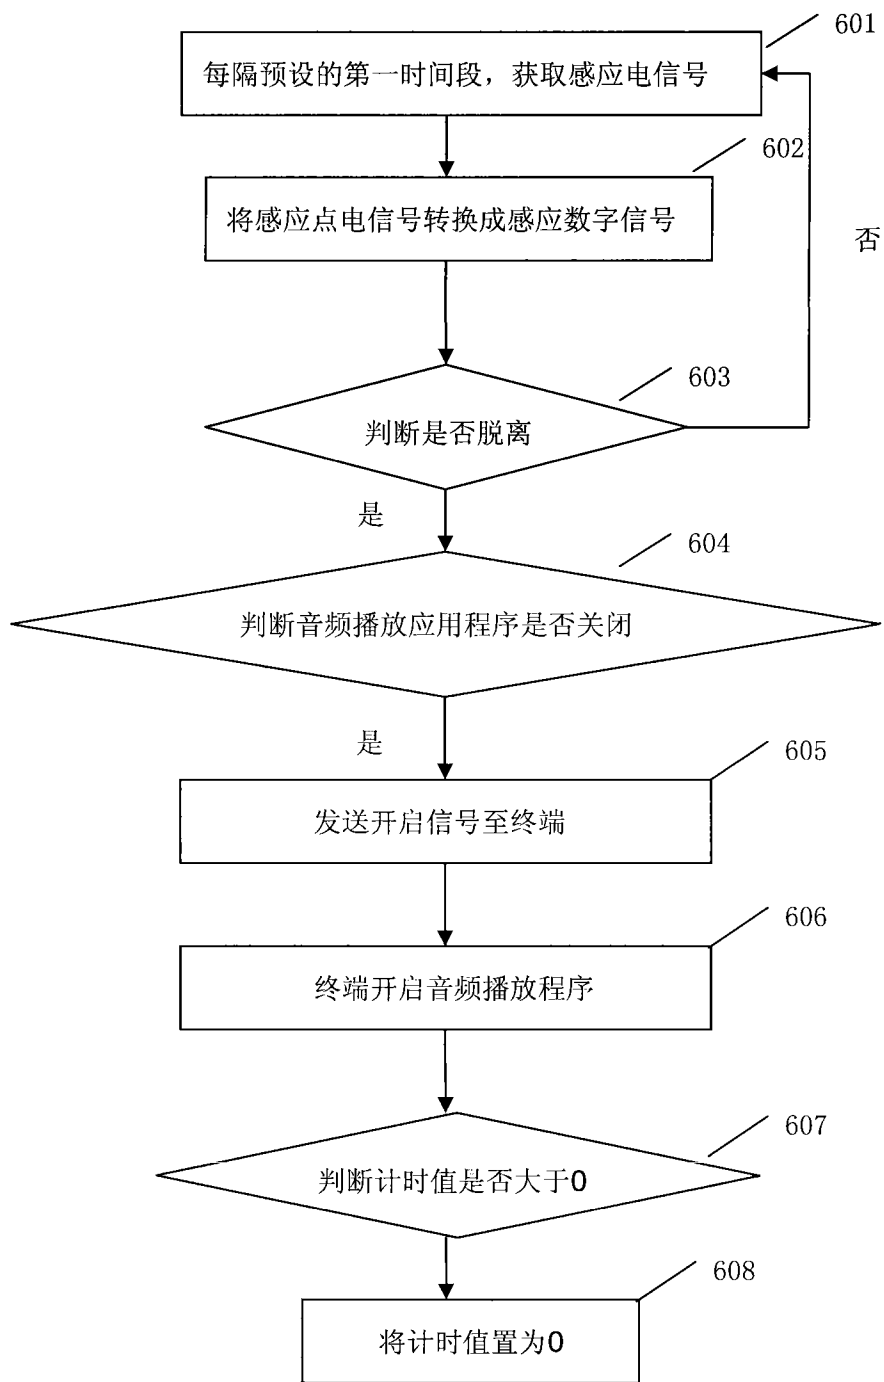 601
每隔预设的第一时间段，获取感应电信号
602
将感应点电信号转换成感应数字信号
否
603
判断是否脱离
是
604
判断音频播放应用程序是否关闭
是
605
发送开启信号至终端
606
终端开启音频播放程序
607
判断计时值是否大于0
608
将计时值置为0